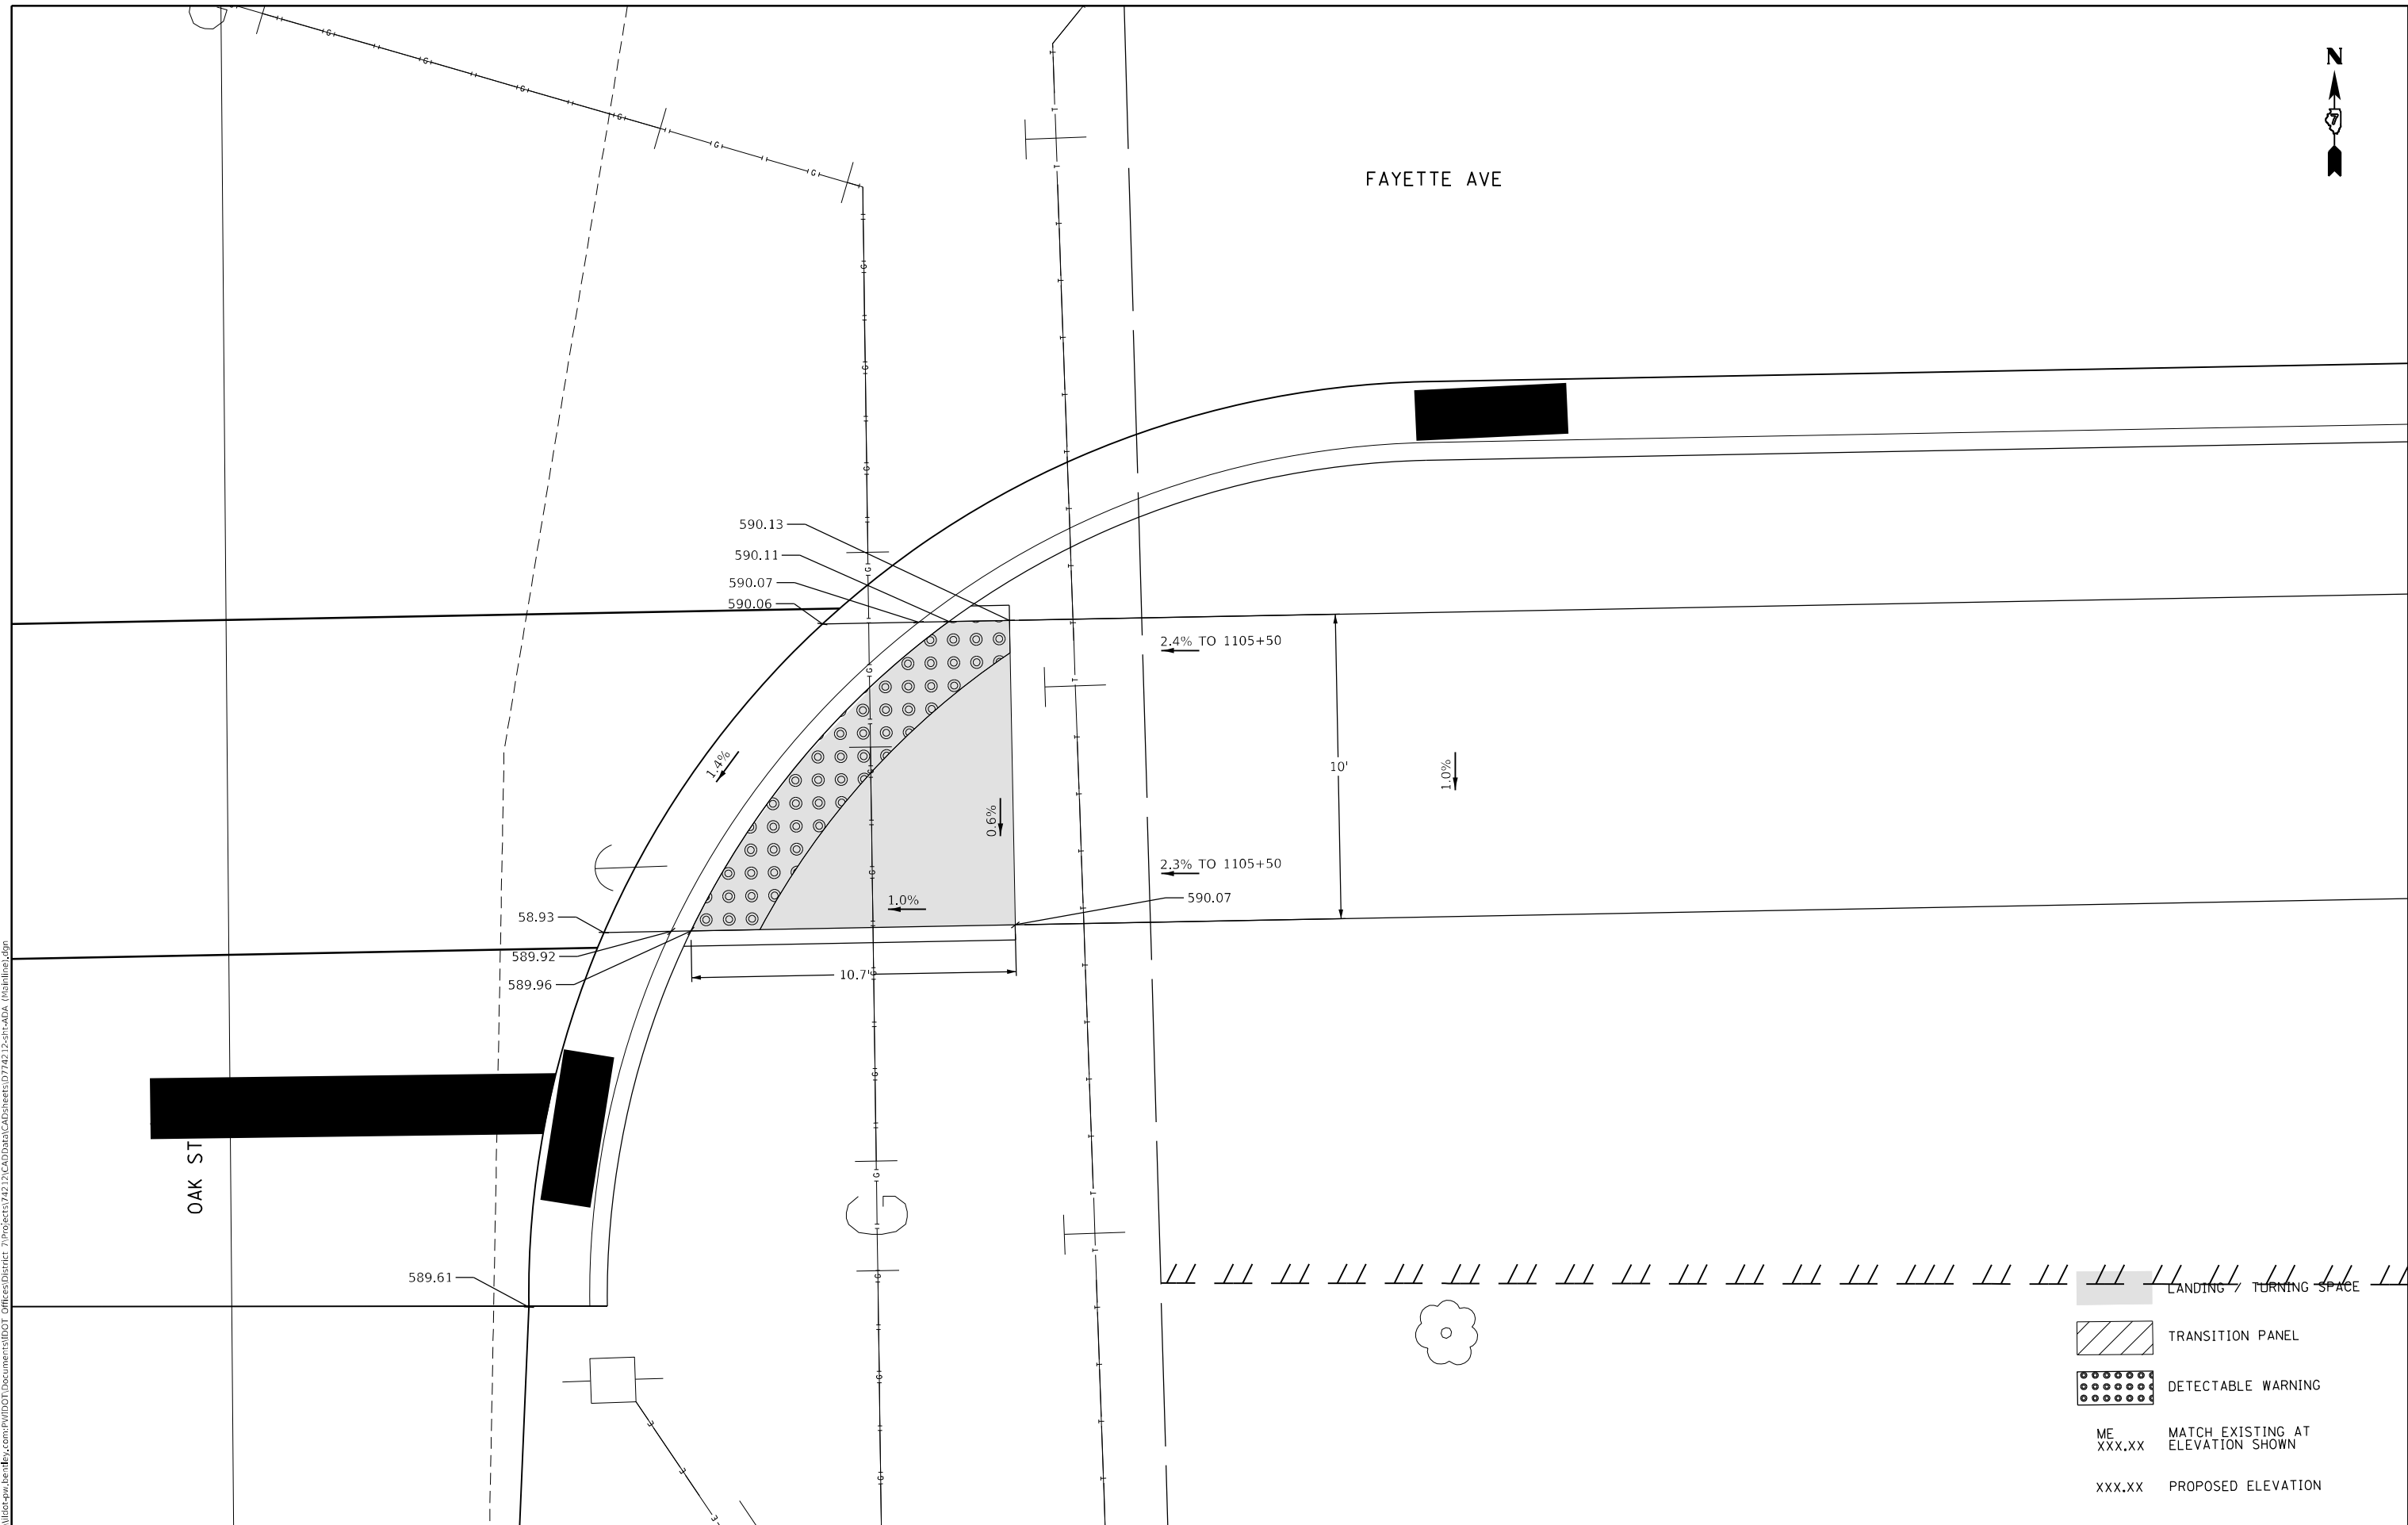 N
7
FAYETTE AVE
590.13
590.11
590.07
590.06
2.4% TO 1105+50
1.4%
10'
1.0%
0.6%
2.3% TO 1105+50
1.0%
590.07
58.93
589.92
589.96
10.7'
OAK ST
589.61
LANDING / TURNING SPACE
TRANSITION PANEL
DETECTABLE WARNING
ME
XXX.XX
MATCH EXISTING AT
ELEVATION SHOWN
XXX.XX
PROPOSED ELEVATION